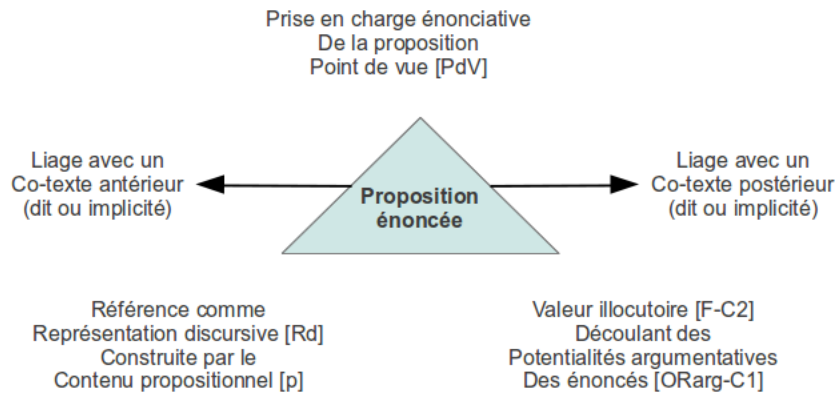 Prise en charge énonciative
De la proposition
Point de vue [PdV]
Liage avec un
Co-texte antérieur
(dit ou implicité)
Proposition
énoncée
Liage avec un
Co-texte postérieur
(dit ou implicité)
Référence comme
Représentation discursive [Rd]
Construite par le
Contenu propositionnel [p]
Valeur illocutoire [F-C2]
Découlant des
Potentialités argumentatives
Des énoncés [ORarg-C1]